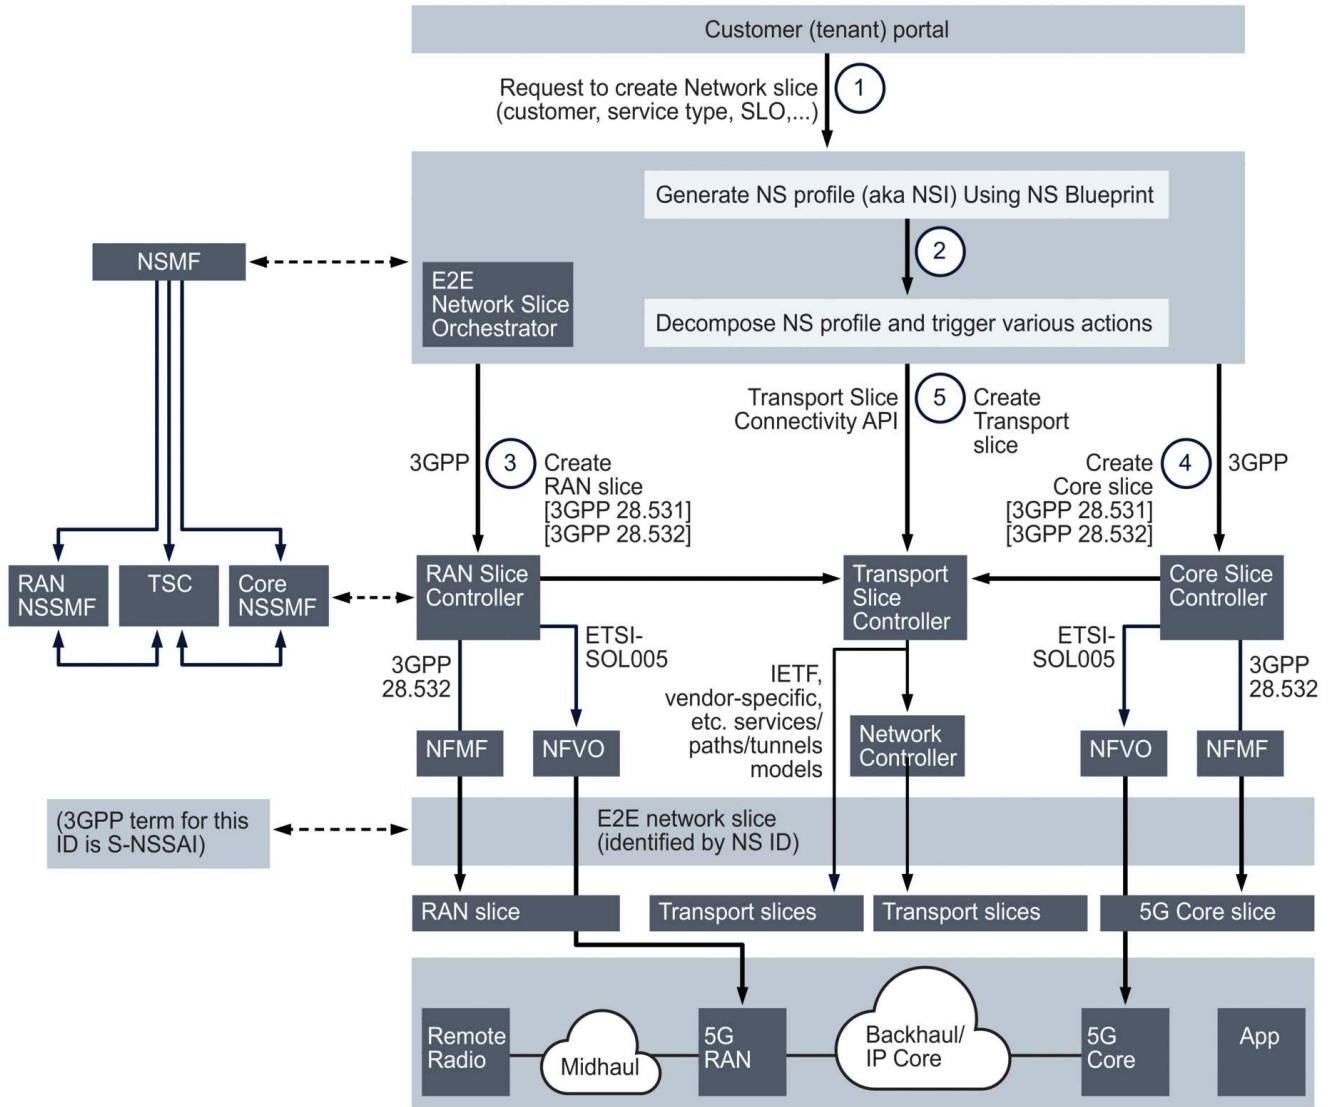 Customer (tenant) portal
Request to create Network slice
(customer, service type, SLO,...)
1
Generate NS profile (aka NSI) Using NS Blueprint
2
NSMF
E2E
Network Slice
Orchestrator
Decompose NS profile and trigger various actions
Transport Slice
Connectivity API
5
Create
Transport
slice
3GPP
3
Create
RAN slice
[3GPP 28.531]
[3GPP 28.532]
Create
Core slice
[3GPP 28.531]
[3GPP 28.532]
4
3GPP
RAN
NSSMF
TSC
Core
NSSMF
RAN Slice
Controller
Transport
Slice
Controller
Core Slice
Controller
3GPP
28.532
ETSI-
SOL005
IETF,
vendor-specific,
etc. services/
paths/tunnels
models
ETSI-
SOL005
3GPP
28.532
NFMF
NFVO
Network
Controller
NFVO
NFMF
(3GPP term for this
ID is S-NSSAI)
E2E network slice
(identified by NS ID)
RAN slice
Transport slices
Transport slices
5G Core slice
Remote
Radio
Midhaul
5G
RAN
Backhaul/
IP Core
5G
Core
App